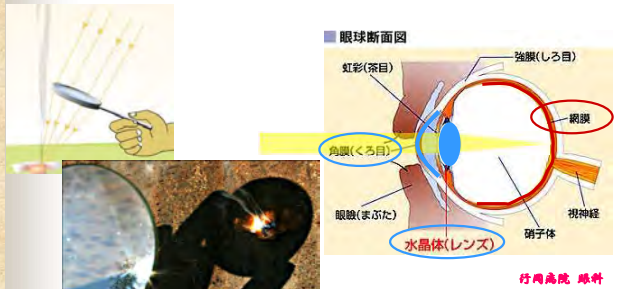 眼球断面図
強膜(しろ目)
虹彩(茶目)
網膜
角膜(くろ目)
視神経
眼瞼(まぶた)
硝子体
水晶体(レンズ)
行岡病院 眼科